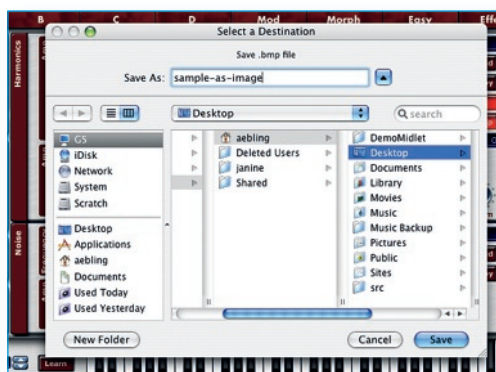 B C D Mod Morph Easy Effe
Select a Destination
Save .bmp file
Save As: sample-as-image
Desktop
search
Harmonics
GS
iDisk
Network
System
Scratch
Desktop
Applications
aebling
Documents
Used Today
Used Yesterday
aebling
Deleted Users
janine
Shared
DemoMidlet
Desktop
Documents
Library
Movies
Music
Music Backup
Pictures
Public
Sites
src
Noise
New Folder
Cancel
Save
Learn